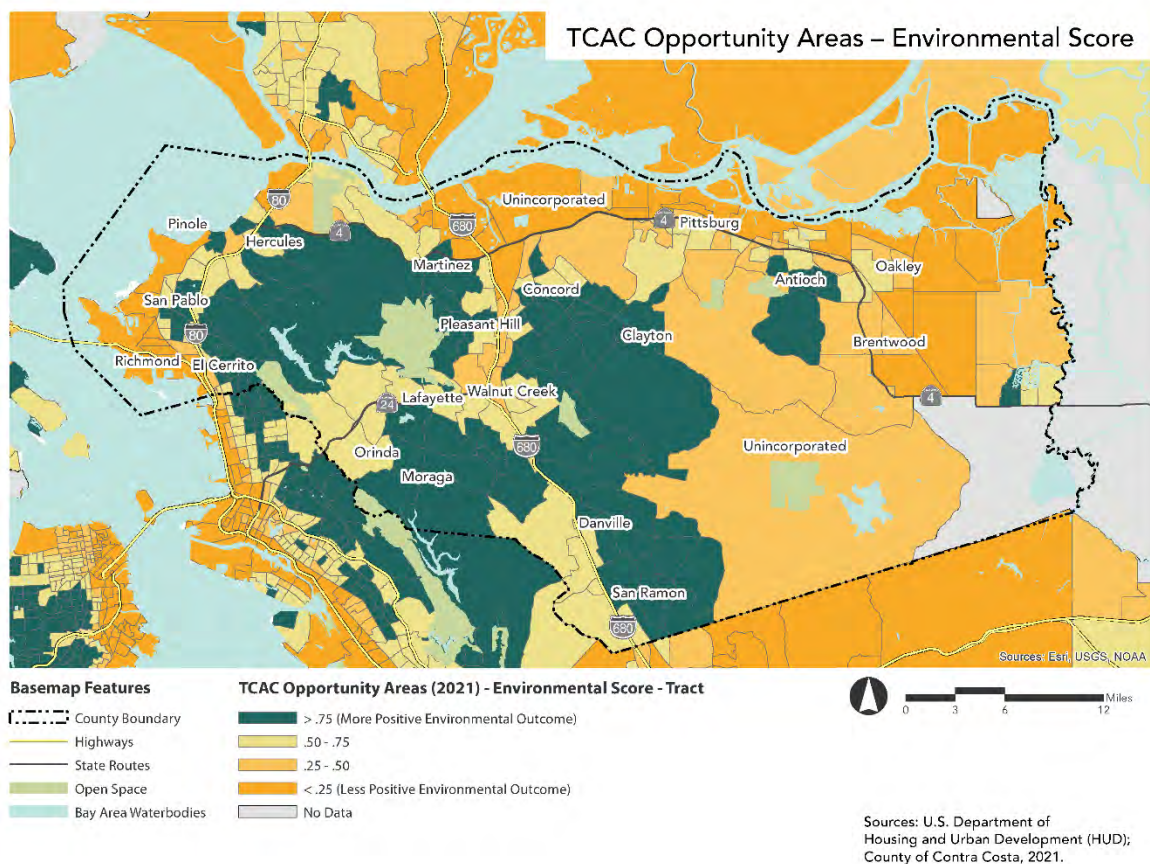 TCAC Opportunity Areas – Environmental Score
80
Unincorporated
Pinole
680
4
Pittsburg
Hercules
4
Martinez
Oakley
Antioch
Concord
San Pablo
Pleasant Hill
Clayton
80
Brentwood
Richmond
El Cerrito
Walnut Creek
Lafayette
4
24
680
Unincorporated
Orinda
Moraga
Danville
San Ramon
680
Sources: Esri, USGS, NOAA
Basemap Features
County Boundary
Highways
State Routes
Open Space
Bay Area Waterbodies
TCAC Opportunity Areas (2021) - Environmental Score - Tract
> .75 (More Positive Environmental Outcome)
.50 - .75
.25 - .50
< .25 (Less Positive Environmental Outcome)
No Data
Miles
0 3 6 12
Sources: U.S. Department of
Housing and Urban Development (HUD);
County of Contra Costa, 2021.